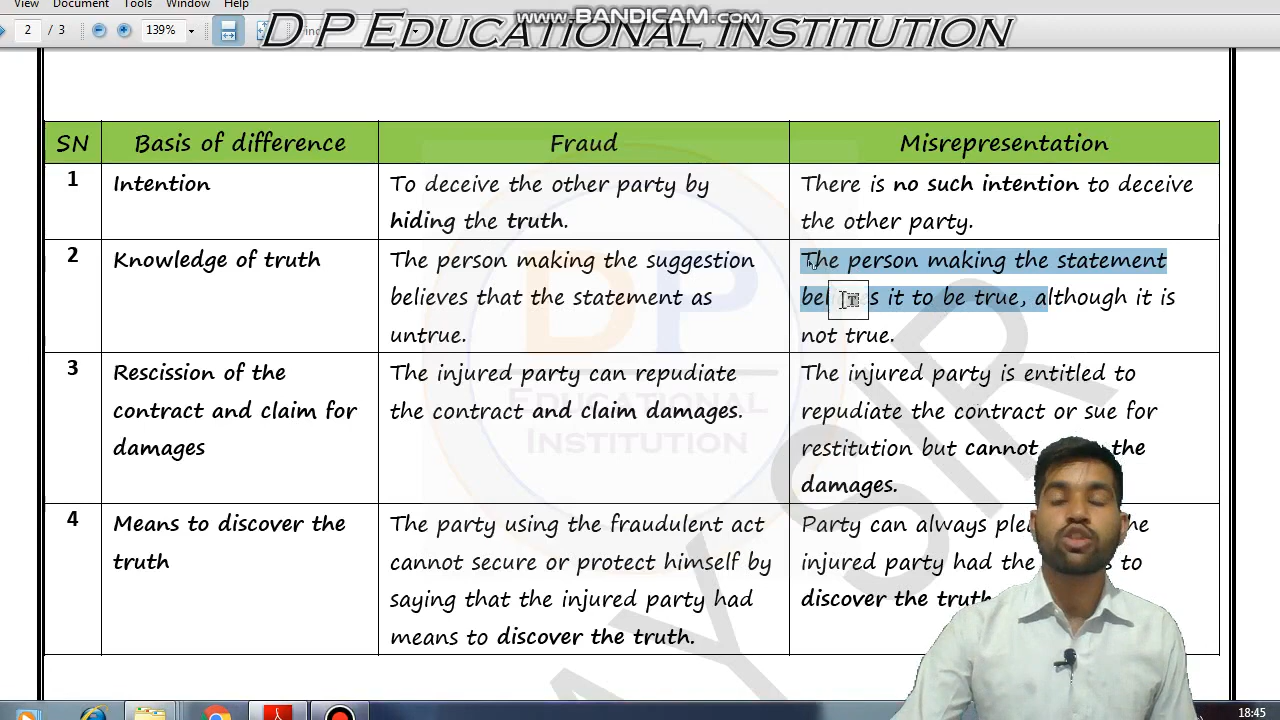 View Document Tools Window Help
www.BANDICAM.com
2 / 3 139%
D P EDUCATIONAL INSTITUTION
SN Basis of difference Fraud Misrepresentation
1 Intention To deceive the other party by There is no such intention to deceive
hiding the truth. the other party.
2 Knowledge of truth The person making the suggestion The person making the statement
believes that the statement as it to be true, although it is
untrue. not true.
3 Rescission of the The injured party can repudiate The injured party is entitled to
contract and claim for the contract and claim damages. repudiate the contract or sue for
damages restitution but cannot the
damages.
4 Means to discover the The party using the fraudulent act Party can always
truth cannot secure or protect himself by injured party had the to
saying that the injured party had discover the truth
means to discover the truth.
DP
EDUCATIONAL
INSTITUTION
AY SIR
18:45